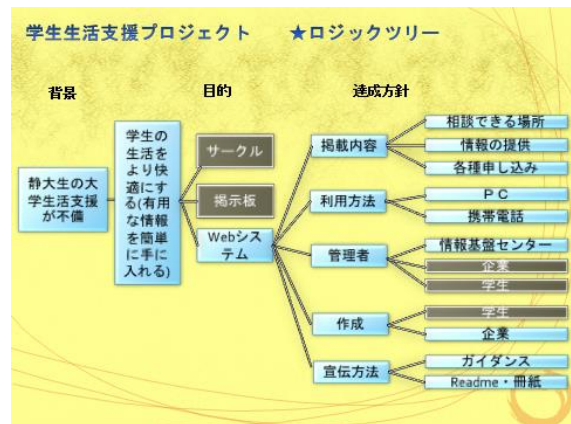 学生生活支援プロジェクト ★ロジックツリー
背景 目的 達成方針
静大生の大
学生活支援
が不備
学生の
生活を
より快
適にす
る(有用
な情報
を簡単
に手に
入れる)
サークル
掲示板
Webシス
テム
掲載内容
相談できる場所
情報の提供
各種申し込み
利用方法
PC
携帯電話
管理者
情報基盤センター
企業
学生
作成
学生
企業
宣伝方法
ガイダンス
Readme・冊紙